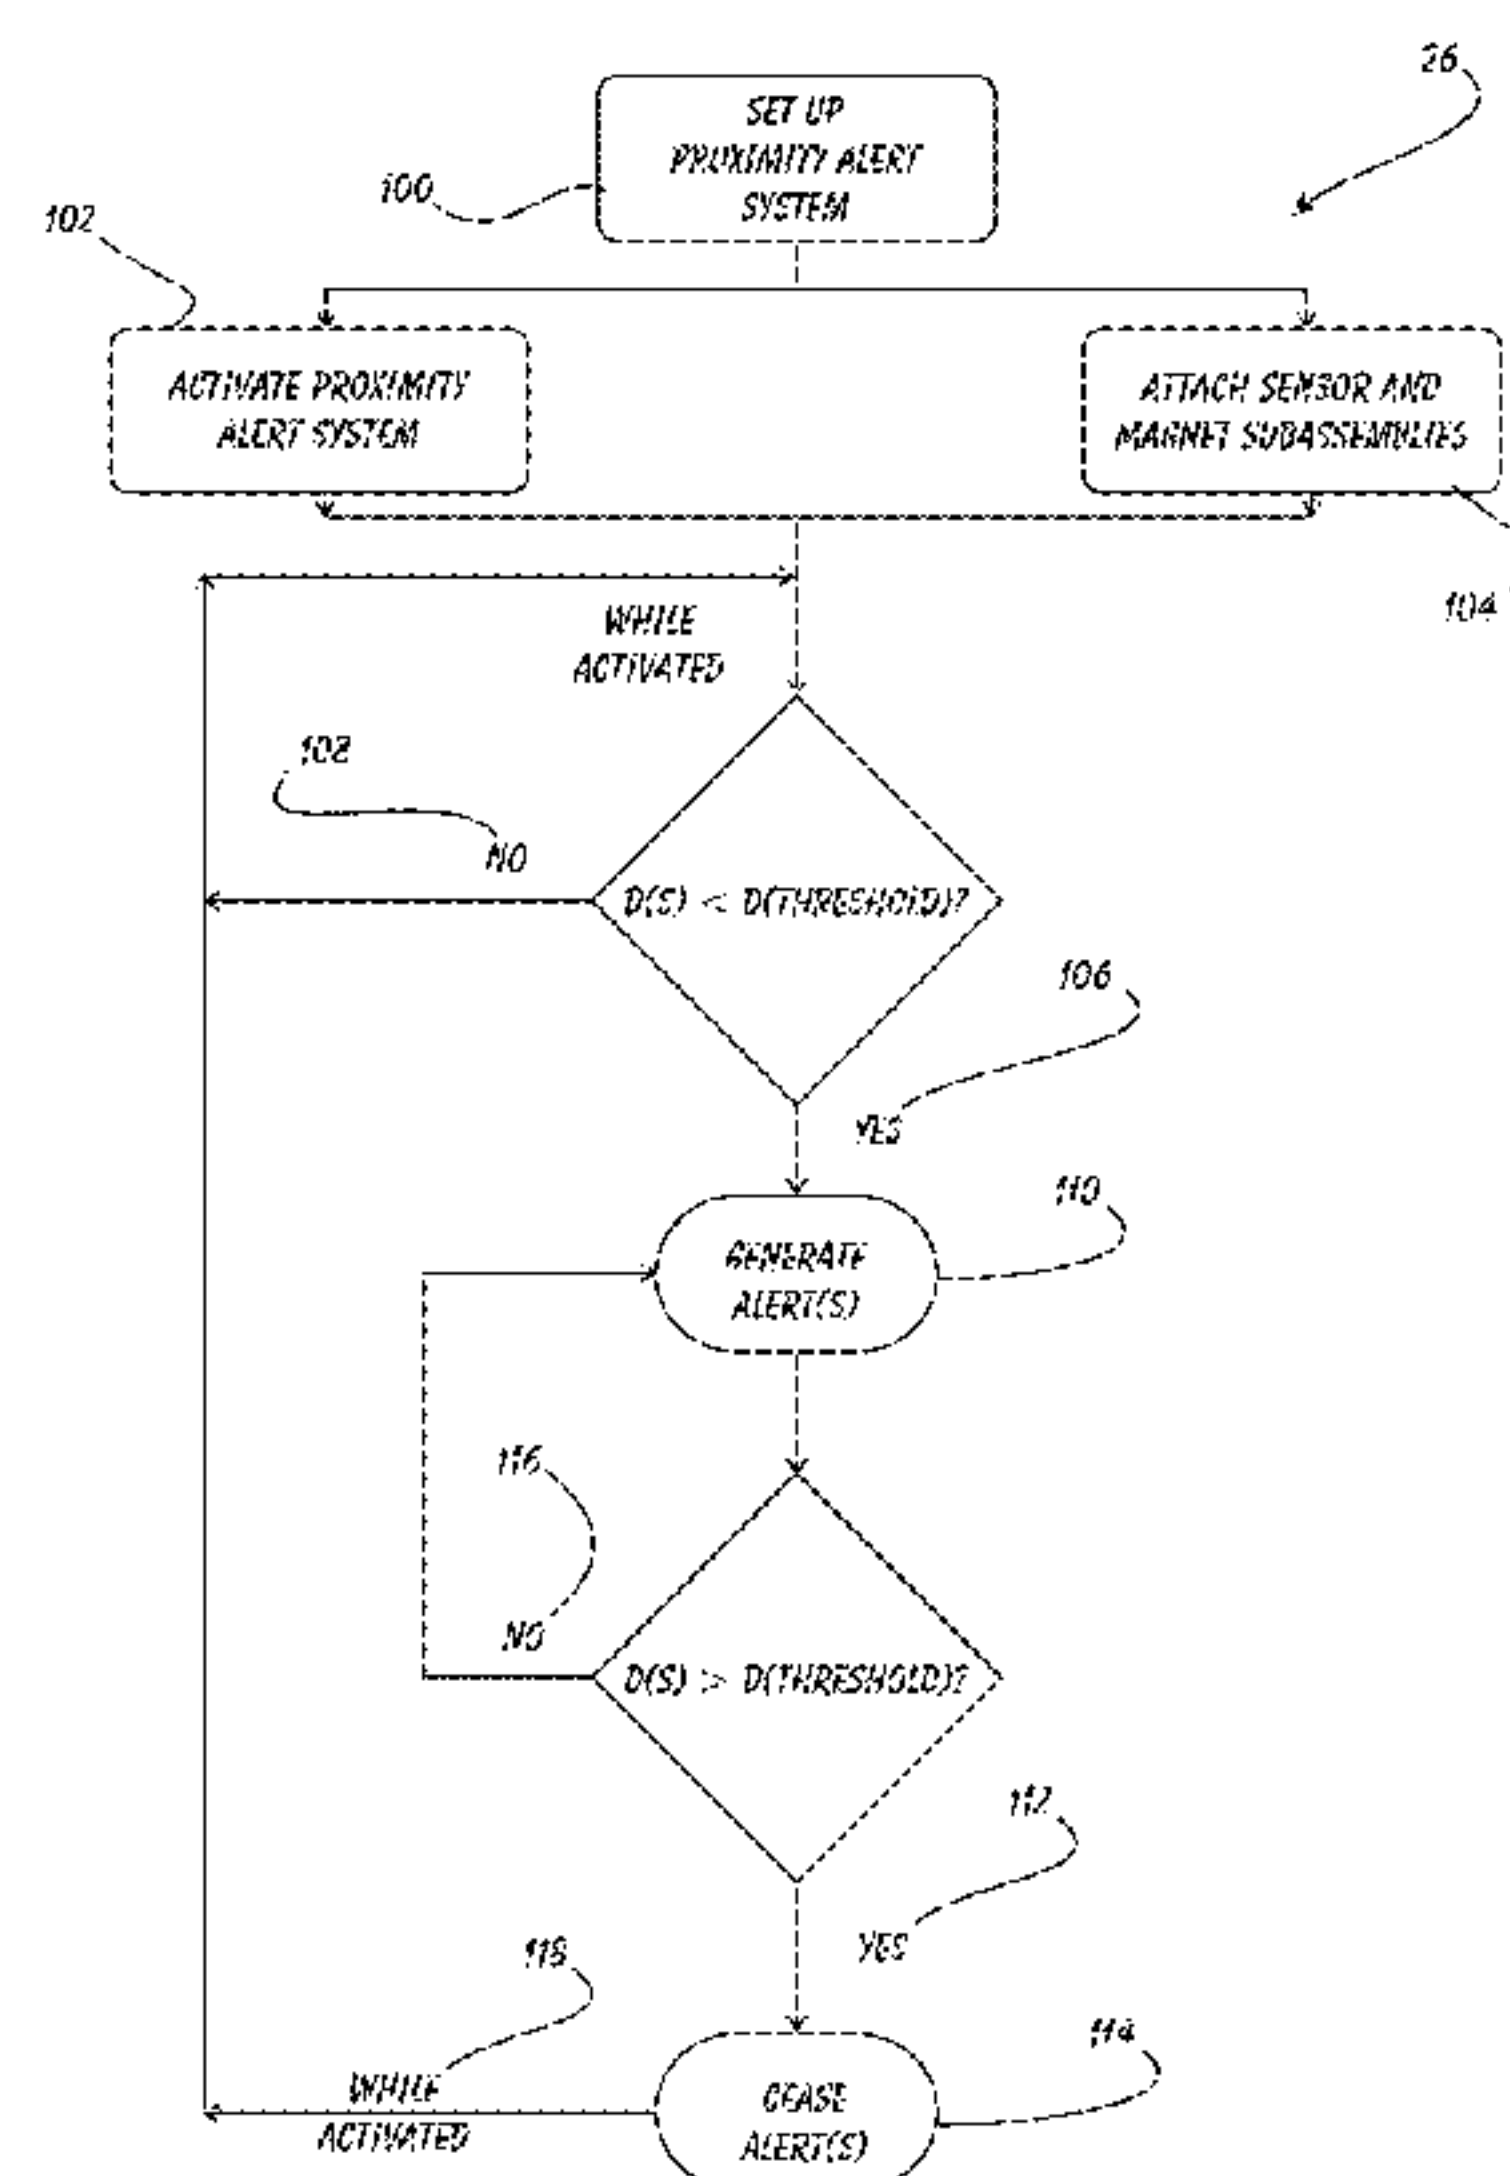 26
SET UP
PROXIMITY ALERT
SYSTEM
100
102
ACTIVATE PROXIMITY
ALERT SYSTEM
ATTACH SENSOR AND
MAGNET SUBASSEMBLIES
104
WHILE
ACTIVATED
108
NO
D(S) < D(THRESHOLD)?
106
YES
110
GENERATE
ALERT(S)
116
NO
D(S) > D(THRESHOLD)?
112
YES
118
WHILE
ACTIVATED
114
CEASE
ALERT(S)